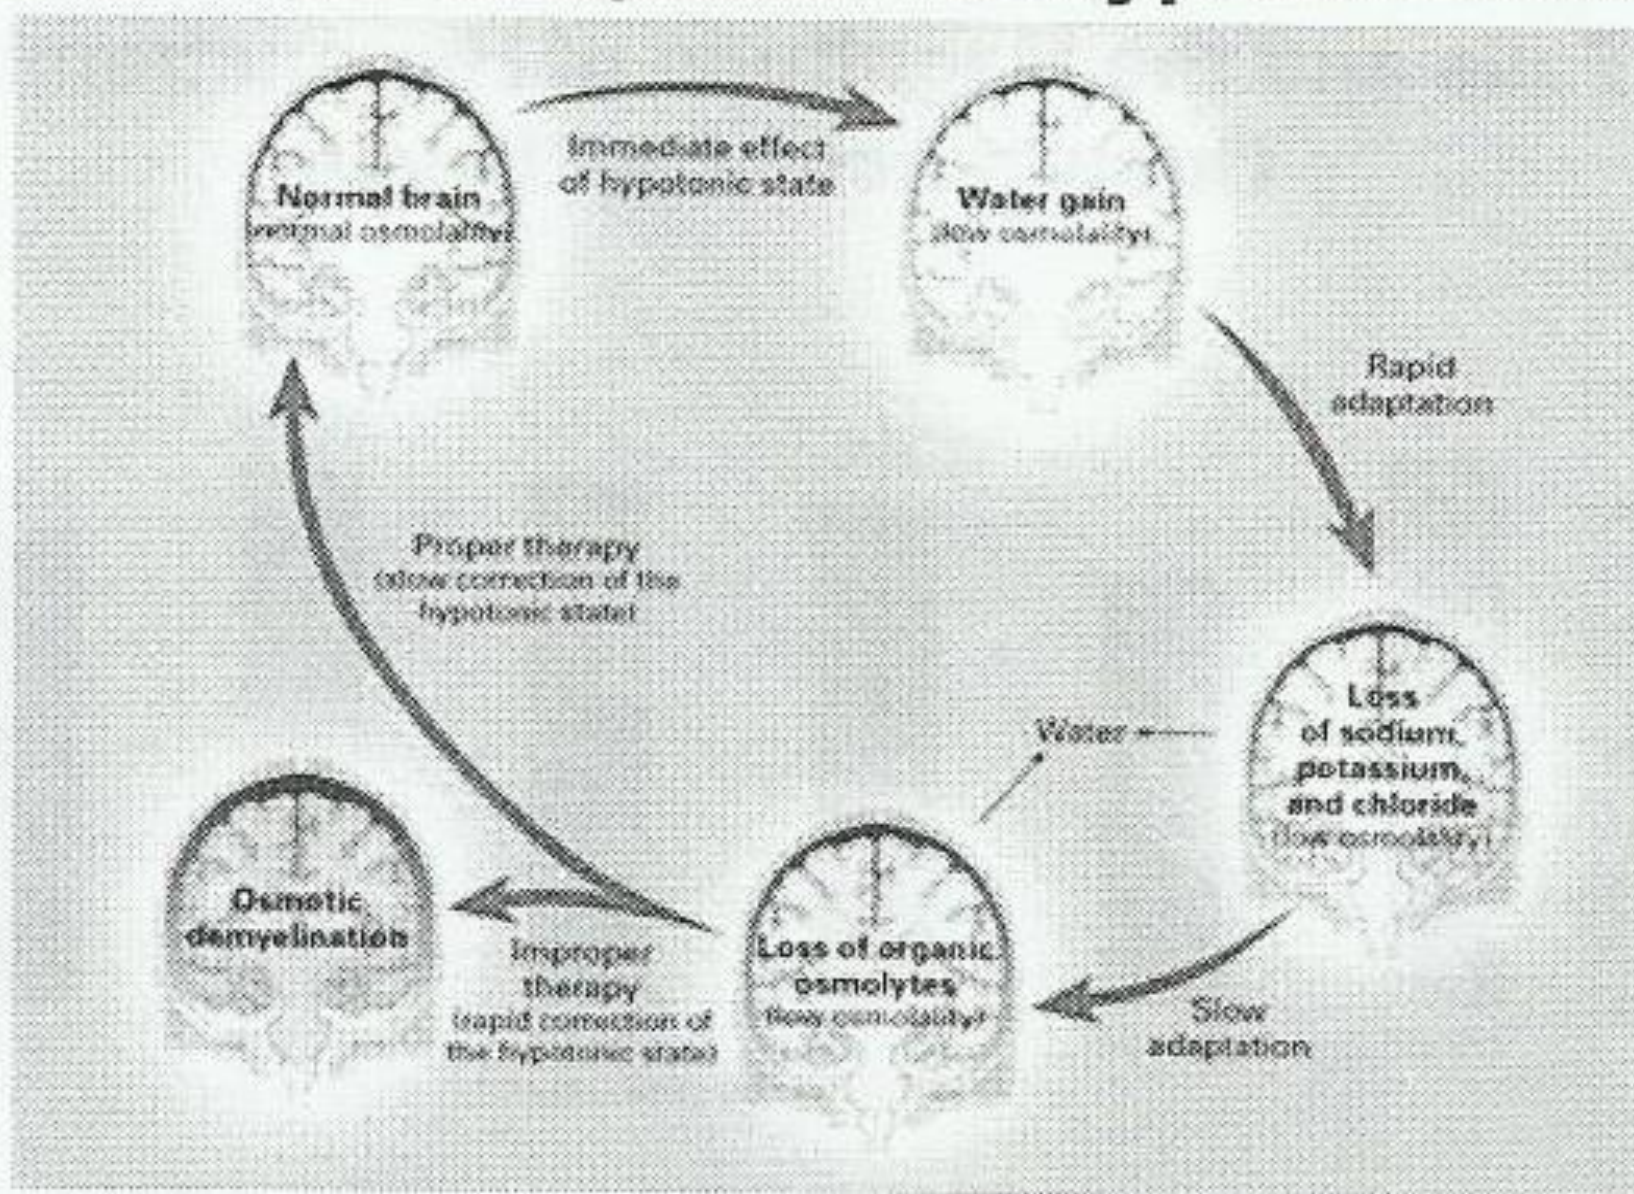 Immediate effect
of hypotonic state
Normal brain
(normal osmolality)
Water gain
(low osmolality)
Rapid
adaptation
Proper therapy
(slow correction of the
hypotonic state)
Loss
of sodium,
potassium,
and chloride
(low osmolality)
Water
Osmotic
demyelination
Improper
therapy
(rapid correction of
the hypotonic state)
Loss of organic
osmolytes
(low osmolality)
Slow
adaptation